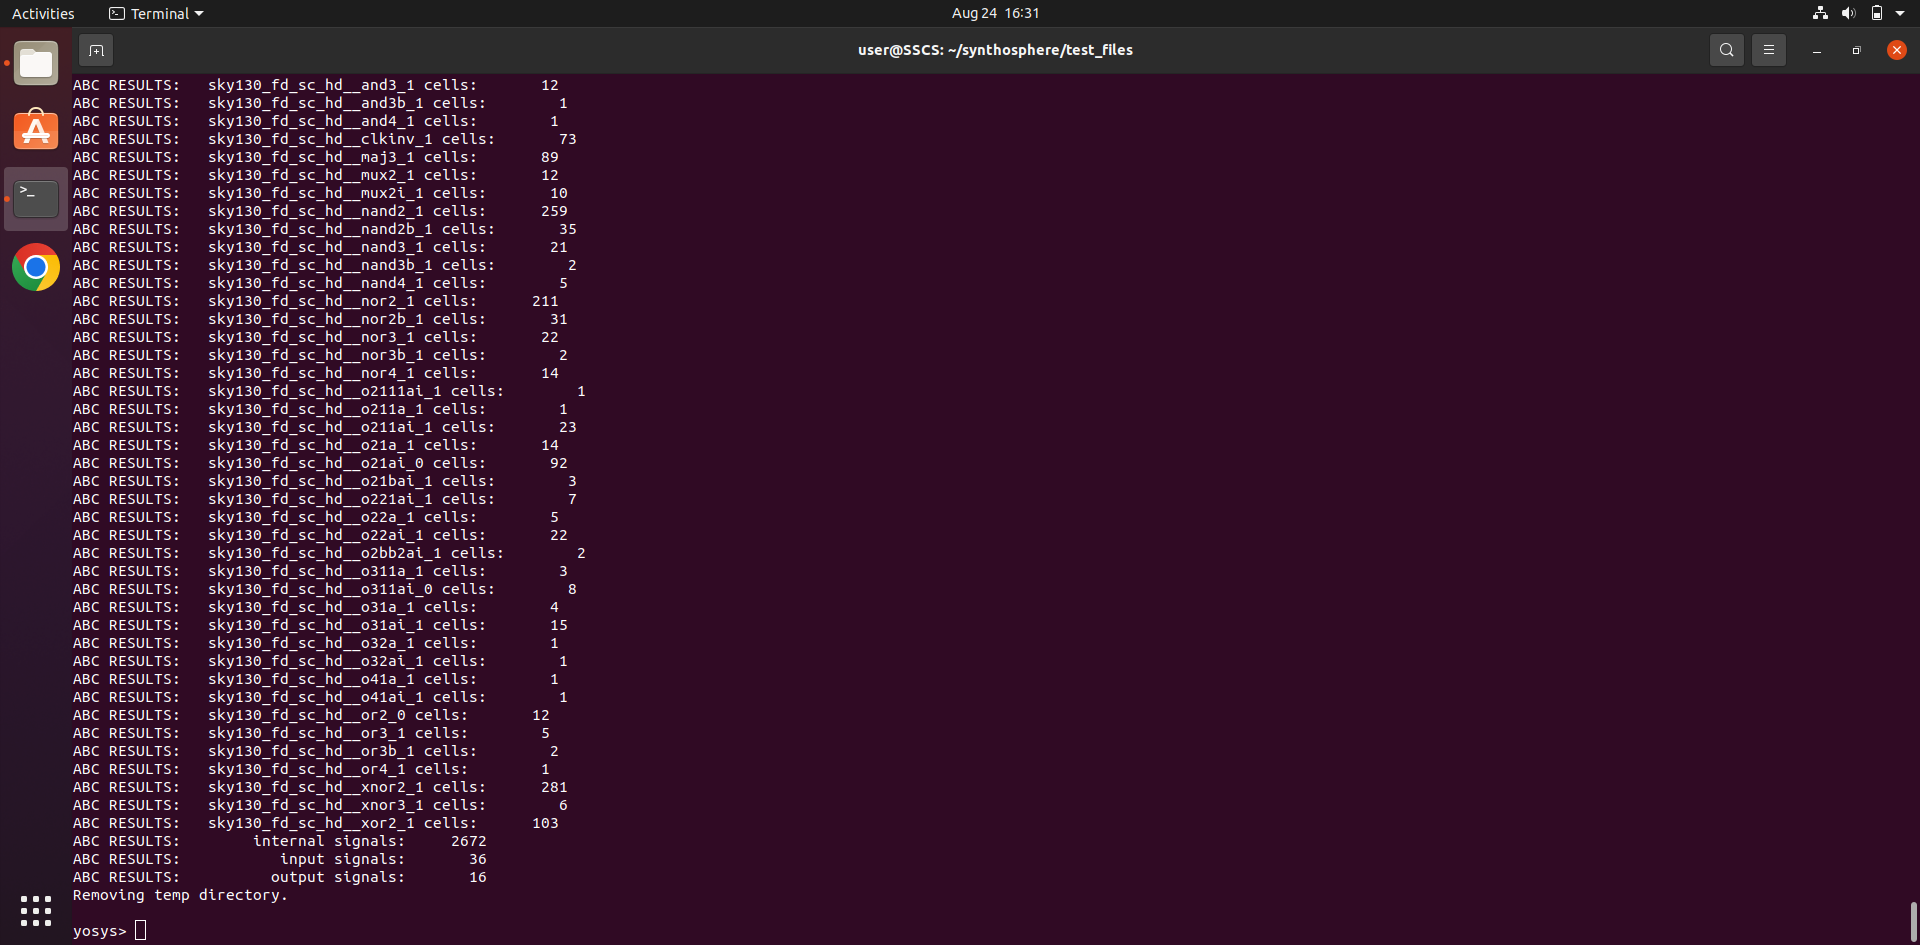 Activities
Terminal
Aug 24 16:31
user@SSCS: ~/synthosphere/test_files
ABC RESULTS:   sky130_fd_sc_hd__and3_1 cells:       12
ABC RESULTS:   sky130_fd_sc_hd__and3b_1 cells:        1
ABC RESULTS:   sky130_fd_sc_hd__and4_1 cells:        1
ABC RESULTS:   sky130_fd_sc_hd__clkinv_1 cells:       73
ABC RESULTS:   sky130_fd_sc_hd__maj3_1 cells:       89
ABC RESULTS:   sky130_fd_sc_hd__mux2_1 cells:       12
ABC RESULTS:   sky130_fd_sc_hd__mux2i_1 cells:       10
ABC RESULTS:   sky130_fd_sc_hd__nand2_1 cells:      259
ABC RESULTS:   sky130_fd_sc_hd__nand2b_1 cells:       35
ABC RESULTS:   sky130_fd_sc_hd__nand3_1 cells:       21
ABC RESULTS:   sky130_fd_sc_hd__nand3b_1 cells:        2
ABC RESULTS:   sky130_fd_sc_hd__nand4_1 cells:        5
ABC RESULTS:   sky130_fd_sc_hd__nor2_1 cells:      211
ABC RESULTS:   sky130_fd_sc_hd__nor2b_1 cells:       31
ABC RESULTS:   sky130_fd_sc_hd__nor3_1 cells:       22
ABC RESULTS:   sky130_fd_sc_hd__nor3b_1 cells:        2
ABC RESULTS:   sky130_fd_sc_hd__nor4_1 cells:       14
ABC RESULTS:   sky130_fd_sc_hd__o2111ai_1 cells:        1
ABC RESULTS:   sky130_fd_sc_hd__o211a_1 cells:        1
ABC RESULTS:   sky130_fd_sc_hd__o211ai_1 cells:       23
ABC RESULTS:   sky130_fd_sc_hd__o21a_1 cells:       14
ABC RESULTS:   sky130_fd_sc_hd__o21ai_0 cells:       92
ABC RESULTS:   sky130_fd_sc_hd__o21bai_1 cells:        3
ABC RESULTS:   sky130_fd_sc_hd__o221ai_1 cells:        7
ABC RESULTS:   sky130_fd_sc_hd__o22a_1 cells:        5
ABC RESULTS:   sky130_fd_sc_hd__o22ai_1 cells:       22
ABC RESULTS:   sky130_fd_sc_hd__o2bb2ai_1 cells:        2
ABC RESULTS:   sky130_fd_sc_hd__o311a_1 cells:        3
ABC RESULTS:   sky130_fd_sc_hd__o311ai_0 cells:        8
ABC RESULTS:   sky130_fd_sc_hd__o31a_1 cells:        4
ABC RESULTS:   sky130_fd_sc_hd__o31ai_1 cells:       15
ABC RESULTS:   sky130_fd_sc_hd__o32a_1 cells:        1
ABC RESULTS:   sky130_fd_sc_hd__o32ai_1 cells:        1
ABC RESULTS:   sky130_fd_sc_hd__o41a_1 cells:        1
ABC RESULTS:   sky130_fd_sc_hd__o41ai_1 cells:        1
ABC RESULTS:   sky130_fd_sc_hd__or2_0 cells:       12
ABC RESULTS:   sky130_fd_sc_hd__or3_1 cells:        5
ABC RESULTS:   sky130_fd_sc_hd__or3b_1 cells:        2
ABC RESULTS:   sky130_fd_sc_hd__or4_1 cells:        1
ABC RESULTS:   sky130_fd_sc_hd__xnor2_1 cells:      281
ABC RESULTS:   sky130_fd_sc_hd__xnor3_1 cells:        6
ABC RESULTS:   sky130_fd_sc_hd__xor2_1 cells:      103
ABC RESULTS:        internal signals:     2672
ABC RESULTS:           input signals:       36
ABC RESULTS:          output signals:       16
Removing temp directory.
yosys>